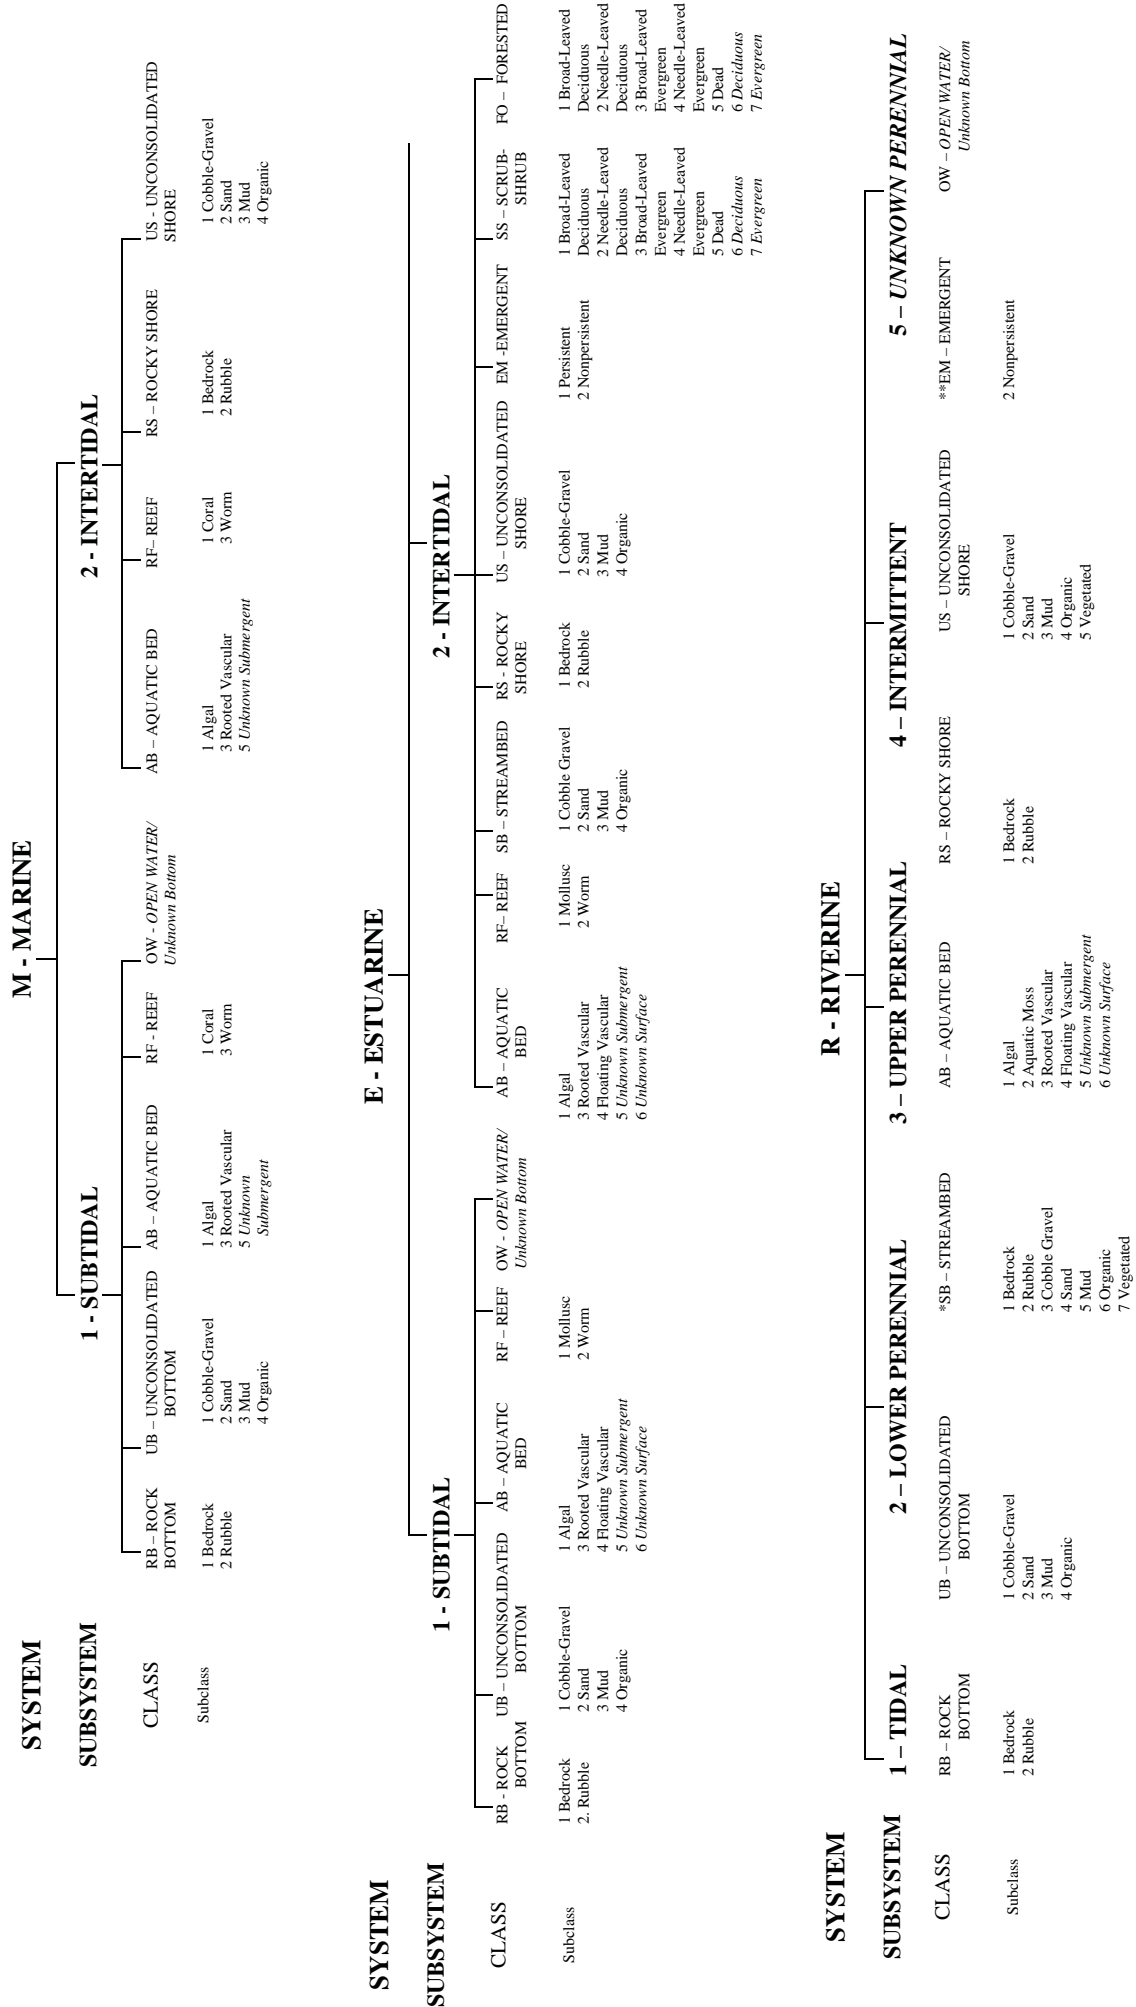 M - MARINE
SYSTEM
SUBSYSTEM
1 - SUBTIDAL
2 - INTERTIDAL
CLASS
RB – ROCK
BOTTOM
UB – UNCONSOLIDATED
BOTTOM
AB – AQUATIC BED
RF - REEF
OW - OPEN WATER/
Unknown Bottom
AB – AQUATIC BED
RF– REEF
RS – ROCKY SHORE
US - UNCONSOLIDATED
SHORE
Subclass
1 Bedrock
2 Rubble
1 Cobble-Gravel
2 Sand
3 Mud
4 Organic
1 Algal
3 Rooted Vascular
5 Unknown
Submergent
1 Coral
3 Worm
1 Algal
3 Rooted Vascular
5 Unknown Submergent
1 Coral
3 Worm
1 Bedrock
2 Rubble
1 Cobble-Gravel
2 Sand
3 Mud
4 Organic
E - ESTUARINE
SYSTEM
SUBSYSTEM
1 - SUBTIDAL
2 - INTERTIDAL
CLASS
RB - ROCK
BOTTOM
UB – UNCONSOLIDATED
BOTTOM
AB – AQUATIC
BED
RF – REEF
OW - OPEN WATER/
Unknown Bottom
AB – AQUATIC
BED
RF– REEF
SB – STREAMBED
RS - ROCKY
SHORE
US – UNCONSOLIDATED
SHORE
EM -EMERGENT
SS – SCRUB-
SHRUB
FO – FORESTED
Subclass
1 Bedrock
2. Rubble
1 Cobble-Gravel
2 Sand
3 Mud
4 Organic
1 Algal
3 Rooted Vascular
4 Floating Vascular
5 Unknown Submergent
6 Unknown Surface
1 Mollusc
2 Worm
1 Algal
3 Rooted Vascular
4 Floating Vascular
5 Unknown Submergent
6 Unknown Surface
1 Mollusc
2 Worm
1 Cobble Gravel
2 Sand
3 Mud
4 Organic
1 Bedrock
2 Rubble
1 Cobble-Gravel
2 Sand
3 Mud
4 Organic
1 Persistent
2 Nonpersistent
1 Broad-Leaved
Deciduous
2 Needle-Leaved
Deciduous
3 Broad-Leaved
Evergreen
4 Needle-Leaved
Evergreen
5 Dead
6 Deciduous
7 Evergreen
1 Broad-Leaved
Deciduous
2 Needle-Leaved
Deciduous
3 Broad-Leaved
Evergreen
4 Needle-Leaved
Evergreen
5 Dead
6 Deciduous
7 Evergreen
R - RIVERINE
SYSTEM
SUBSYSTEM
1 – TIDAL
2 – LOWER PERENNIAL
3 – UPPER PERENNIAL
4 – INTERMITTENT
5 – UNKNOWN PERENNIAL
CLASS
RB – ROCK
BOTTOM
UB – UNCONSOLIDATED
BOTTOM
*SB – STREAMBED
AB – AQUATIC BED
RS – ROCKY SHORE
US – UNCONSOLIDATED
SHORE
**EM – EMERGENT
OW – OPEN WATER/
Unknown Bottom
Subclass
1 Bedrock
2 Rubble
1 Cobble-Gravel
2 Sand
3 Mud
4 Organic
1 Bedrock
2 Rubble
3 Cobble Gravel
4 Sand
5 Mud
6 Organic
7 Vegetated
1 Algal
2 Aquatic Moss
3 Rooted Vascular
4 Floating Vascular
5 Unknown Submergent
6 Unknown Surface
1 Bedrock
2 Rubble
1 Cobble-Gravel
2 Sand
3 Mud
4 Organic
5 Vegetated
2 Nonpersistent